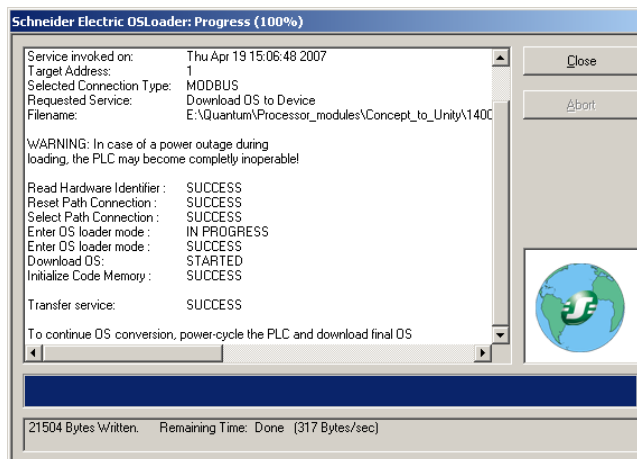 Schneider Electric OSLoader: Progress (100%)
Service invoked on: Thu Apr 19 15:06:48 2007
Target Address: 1
Selected Connection Type: MODBUS
Requested Service: Download OS to Device
Filename: E:\Quantum\Processor_modules\Concept_to_Unity\1400
WARNING: In case of a power outage during
loading, the PLC may become completly inoperable!
Read Hardware Identifier : SUCCESS
Reset Path Connection : SUCCESS
Select Path Connection : SUCCESS
Enter OS loader mode : IN PROGRESS
Enter OS loader mode : SUCCESS
Download OS: STARTED
Initialize Code Memory : SUCCESS
Transfer service: SUCCESS
To continue OS conversion, power-cycle the PLC and download final OS
Close
Abort
21504 Bytes Written. Remaining Time: Done (317 Bytes/sec)